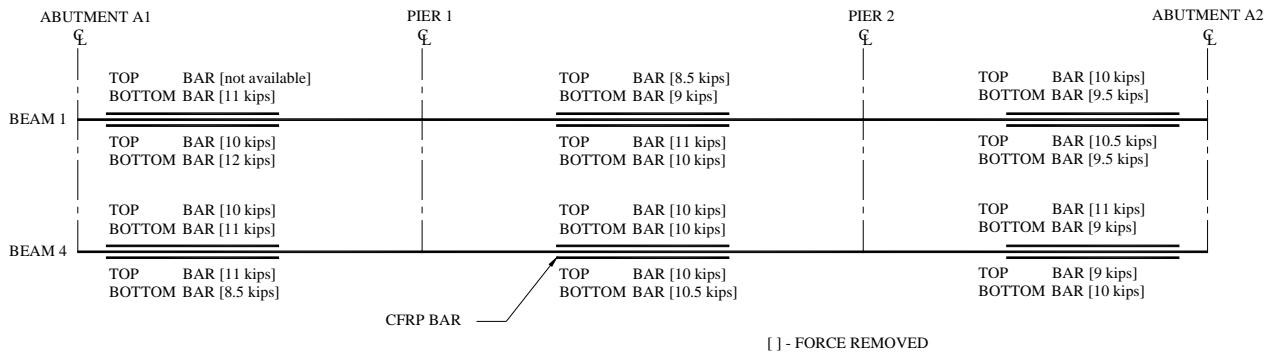 ABUTMENT A1 PIER 1 PIER 2 ABUTMENT A2
℄ ℄ ℄ ℄
TOP BAR [not available] TOP BAR [8.5 kips] TOP BAR [10 kips]
BOTTOM BAR [11 kips] BOTTOM BAR [9 kips] BOTTOM BAR [9.5 kips]
BEAM 1
TOP BAR [10 kips] TOP BAR [11 kips] TOP BAR [10.5 kips]
BOTTOM BAR [12 kips] BOTTOM BAR [10 kips] BOTTOM BAR [9.5 kips]
TOP BAR [10 kips] TOP BAR [10 kips] TOP BAR [11 kips]
BOTTOM BAR [11 kips] BOTTOM BAR [10 kips] BOTTOM BAR [9 kips]
BEAM 4
TOP BAR [11 kips] TOP BAR [10 kips] TOP BAR [9 kips]
BOTTOM BAR [8.5 kips] BOTTOM BAR [10.5 kips] BOTTOM BAR [10 kips]
CFRP BAR
[ ] - FORCE REMOVED